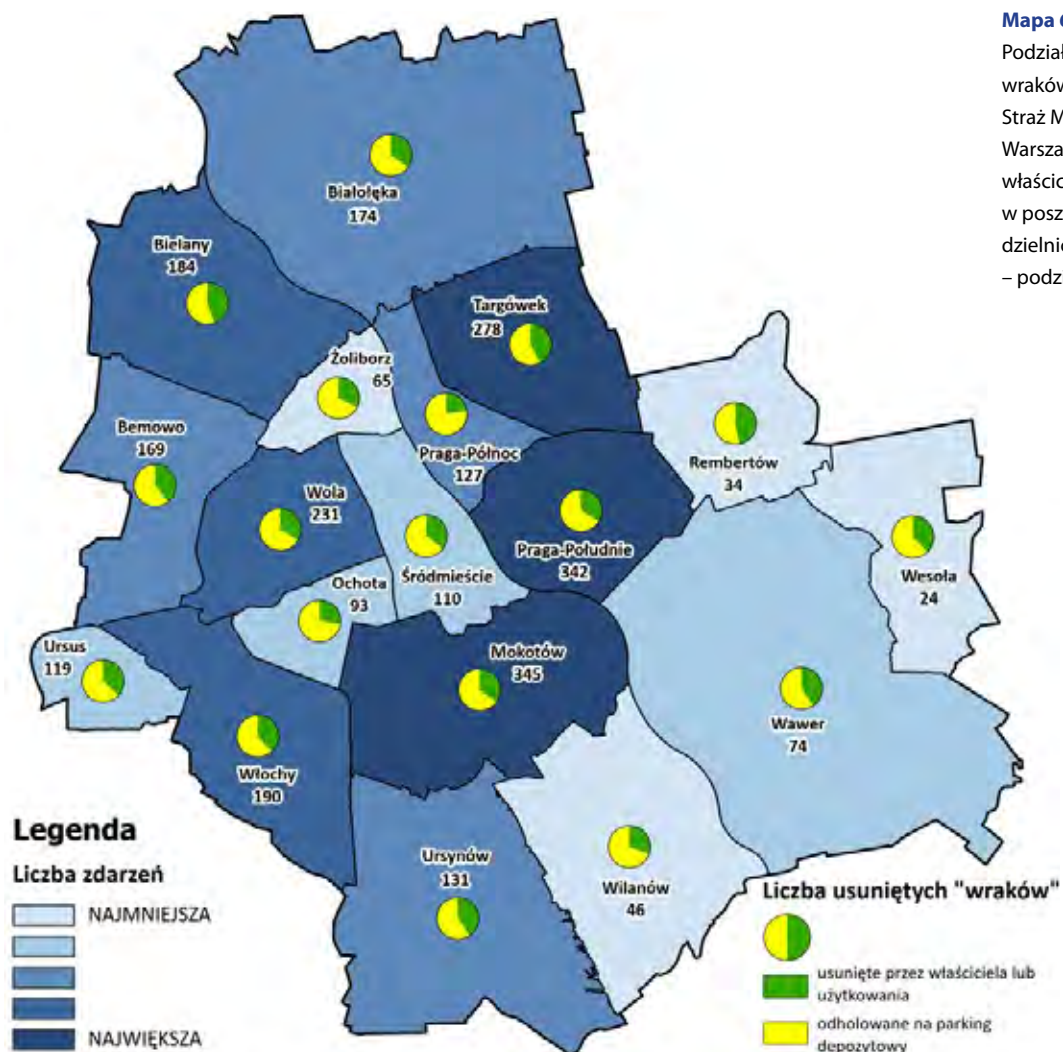 Mapa
Podział
wraków
Straż M
Warsza
właścic
w posz
dzielnic
– podz
Białołęka
174
Bielany
184
Targówek
278
Żoliborz
65
Bemowo
169
Praga-Północ
127
Rembertów
34
Wola
231
Praga-Południe
342
Wesoła
24
Śródmieście
110
Ochota
93
Ursus
119
Mokotów
345
Wawer
74
Włochy
190
Ursynów
131
Wilanów
46
Legenda
Liczba zdarzeń
NAJMNIEJSZA
NAJWIĘKSZA
Liczba usuniętych "wraków"
usunięte przez właściciela lub
użytkowania
odholowane na parking
depozytowy